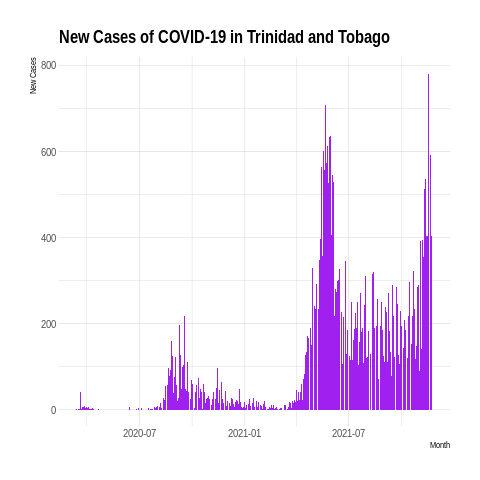 New Cases of COVID-19 in Trinidad and Tobago
New Cases
800
600
400
200
0
2020-07
2021-01
2021-07
Month